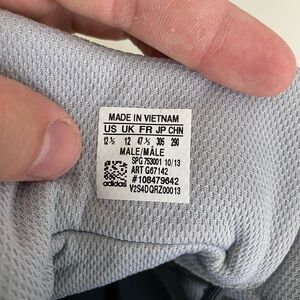 MADE IN VIETNAM
US UK FR JP CHN
12½ 12 47⅓ 305 290
MALE/MÂLE
SPG 753001 10/13
ART G67142
#108479642
adidas V2S4DQRZ00013